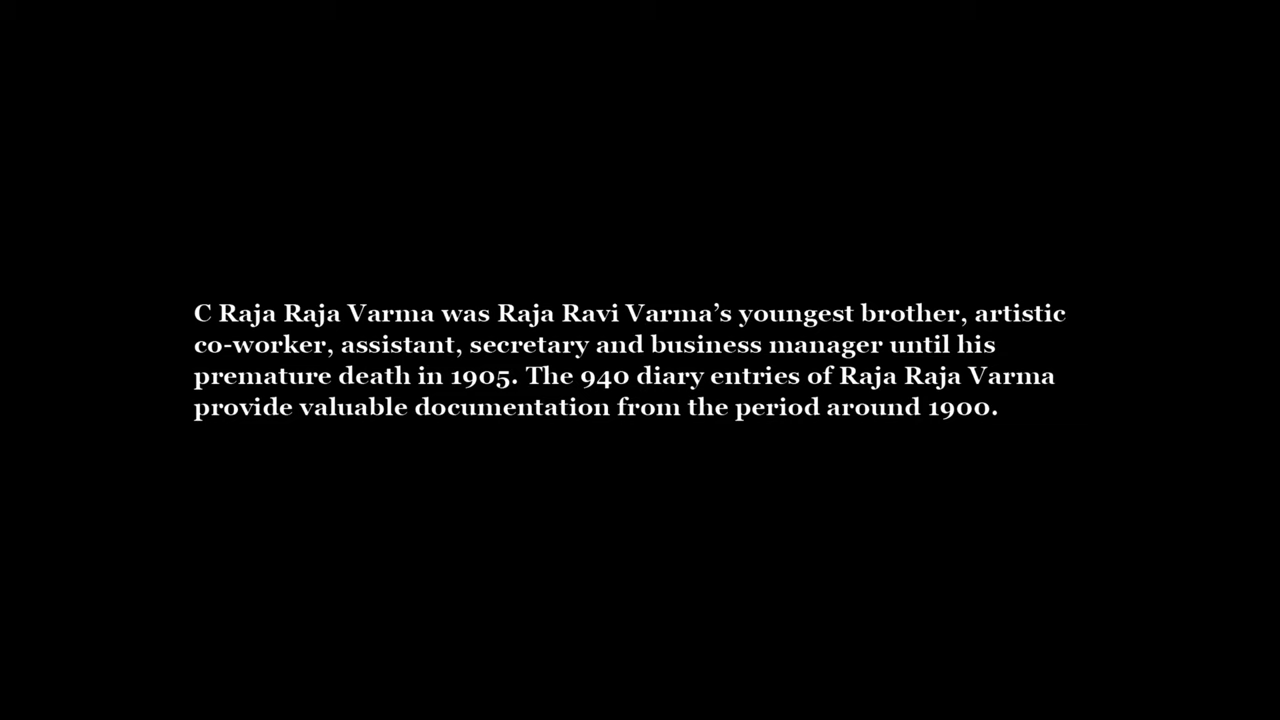 C Raja Raja Varma was Raja Ravi Varma’s youngest brother, artistic
co-worker, assistant, secretary and business manager until his
premature death in 1905. The 940 diary entries of Raja Raja Varma
provide valuable documentation from the period around 1900.